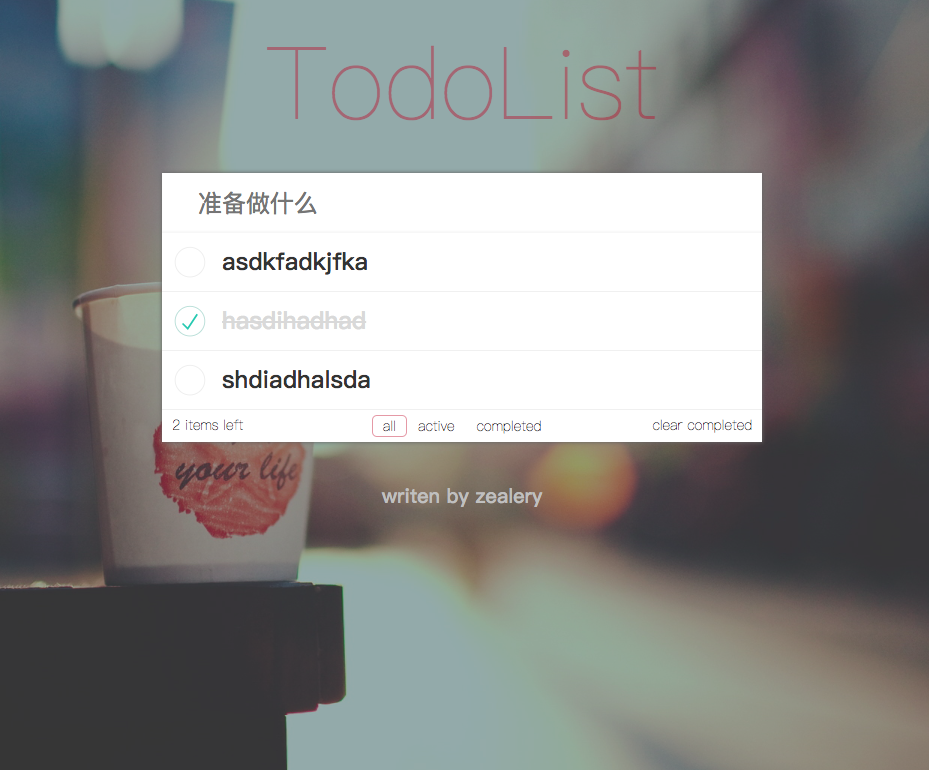 TodoList
准备做什么
asdkfadkjfka
hasdihadhad
shdiadhalsda
2 items left all active completed clear completed
your life
writen by zealery